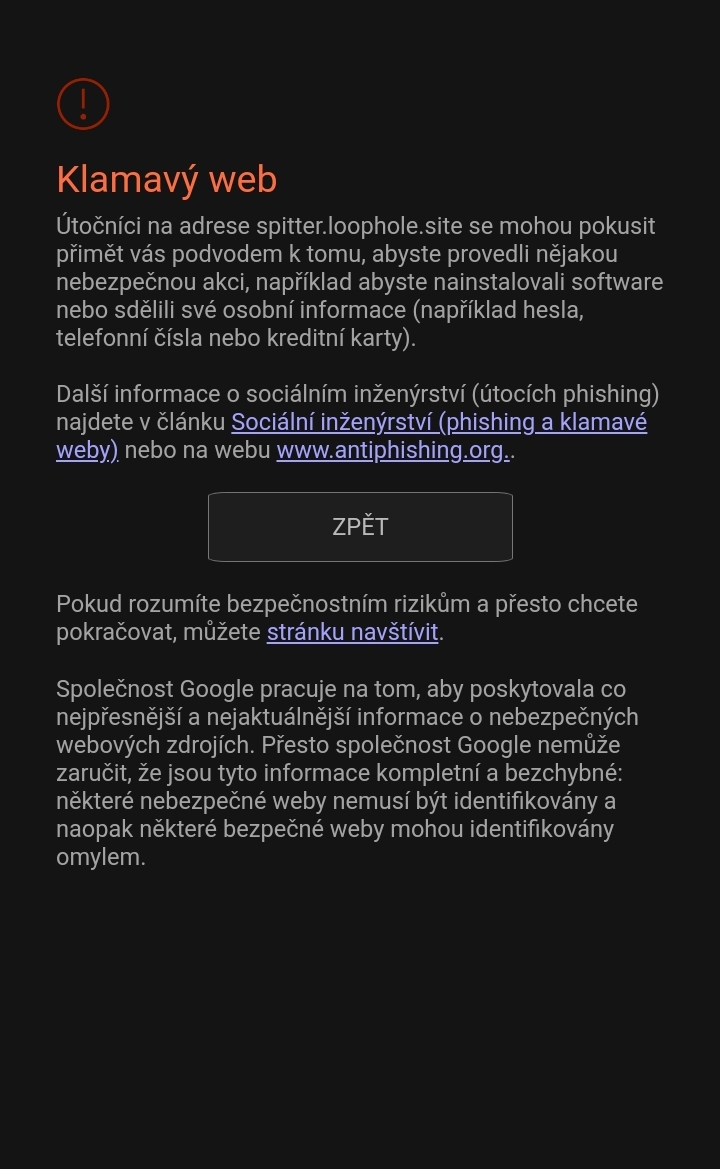 Klamavý web
Útočníci na adrese spitter.loophole.site se mohou pokusit
přimět vás podvodem k tomu, abyste provedli nějakou
nebezpečnou akci, například abyste nainstalovali software
nebo sdělili své osobní informace (například hesla,
telefonní čísla nebo kreditní karty).
Další informace o sociálním inženýrství (útocích phishing)
najdete v článku Sociální inženýrství (phishing a klamavé
weby) nebo na webu www.antiphishing.org..
ZPĚT
Pokud rozumíte bezpečnostním rizikům a přesto chcete
pokračovat, můžete stránku navštívit.
Společnost Google pracuje na tom, aby poskytovala co
nejpřesnější a nejaktuálnější informace o nebezpečných
webových zdrojích. Přesto společnost Google nemůže
zaručit, že jsou tyto informace kompletní a bezchybné:
některé nebezpečné weby nemusí být identifikovány a
naopak některé bezpečné weby mohou identifikovány
omylem.